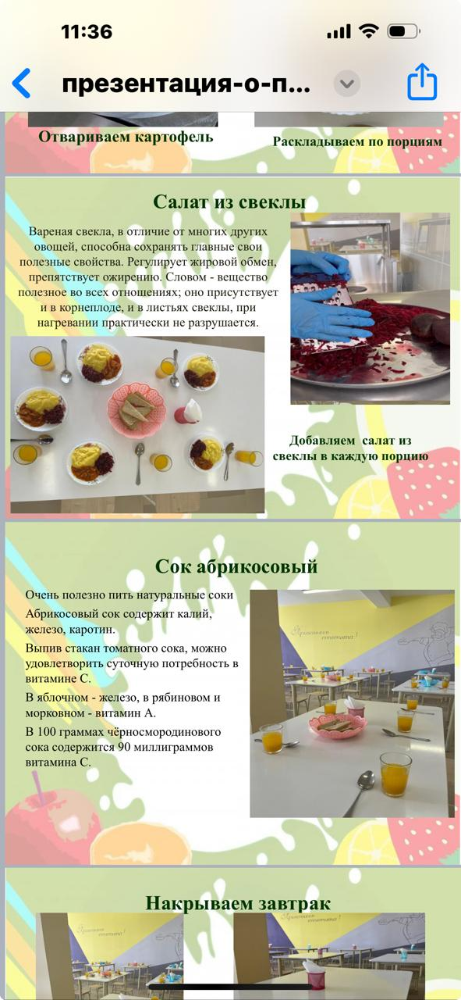 11:36
презентация-о-п...
Отвариваем картофель
Раскладываем по порциям
Салат из свеклы
Вареная свекла, в отличие от многих других
овощей, способна сохранять главные свои
полезные свойства. Регулирует жировой обмен,
препятствует ожирению. Словом - вещество
полезное во всех отношениях; оно присутствует
и в корнеплоде, и в листьях свеклы, при
нагревании практически не разрушается.
Добавляем салат из
свеклы в каждую порцию
Сок абрикосовый
Очень полезно пить натуральные соки
Абрикосовый сок содержит калий,
железо, каротин.
Выпив стакан томатного сока, можно
удовлетворить суточную потребность в
витамине С.
В яблочном - железо, в рябиновом и
морковном - витамин А.
В 100 граммах чёрносмородинового
сока содержится 90 миллиграммов
витамина С.
Приятного
аппетита!
Накрываем завтрак
Приятного
аппетита!
Приятного
аппетита!